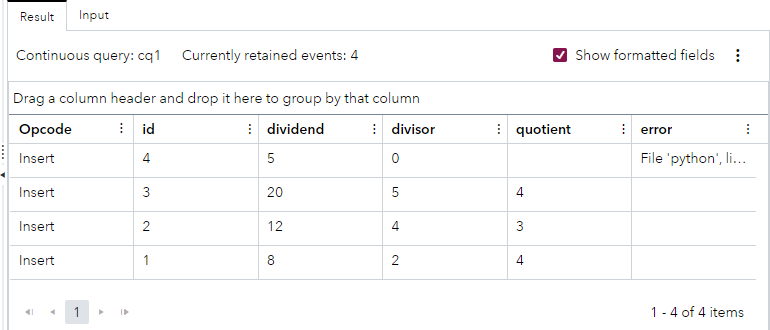 Result Input
Continuous query: cq1 Currently retained events: 4 Show formatted fields
Drag a column header and drop it here to group by that column
Opcode id dividend divisor quotient error
Insert 4 5 0 File 'python', li...
Insert 3 20 5 4
Insert 2 12 4 3
Insert 1 8 2 4
1 1 - 4 of 4 items